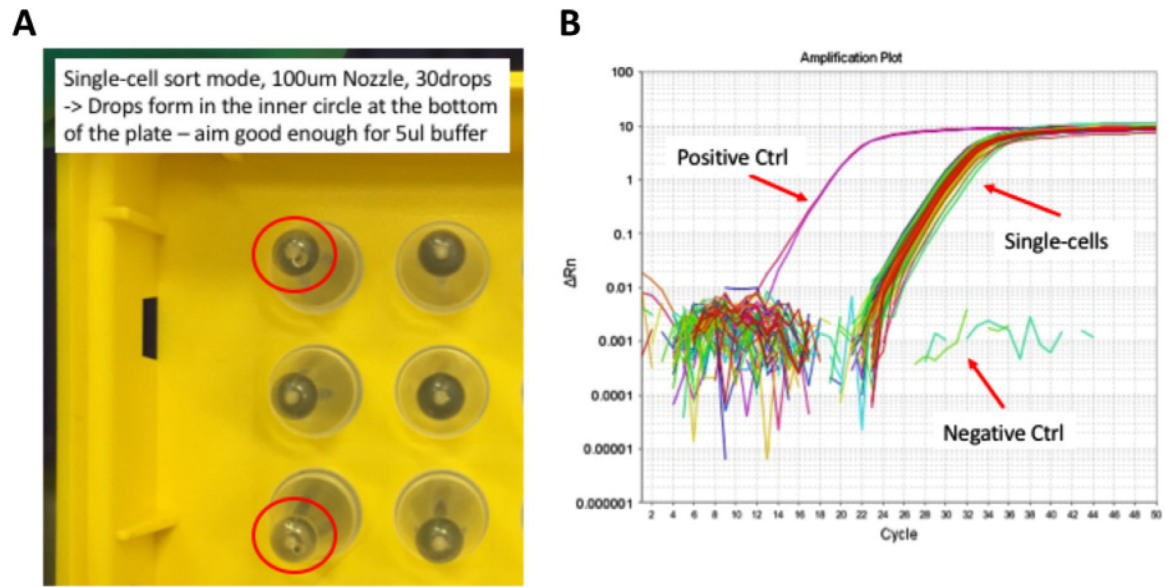 A
B
Single-cell sort mode, 100um Nozzle, 30drops
-> Drops form in the inner circle at the bottom
of the plate – aim good enough for 5ul buffer
Amplification Plot
100
10
1
0.1
0.01
0.001
0.0001
0.00001
0.000001
ΔRn
Positive Ctrl
Single-cells
Negative Ctrl
2 4 6 8 10 12 14 16 18 20 22 24 26 28 30 32 34 36 38 40 42 44 46 48 50
Cycle